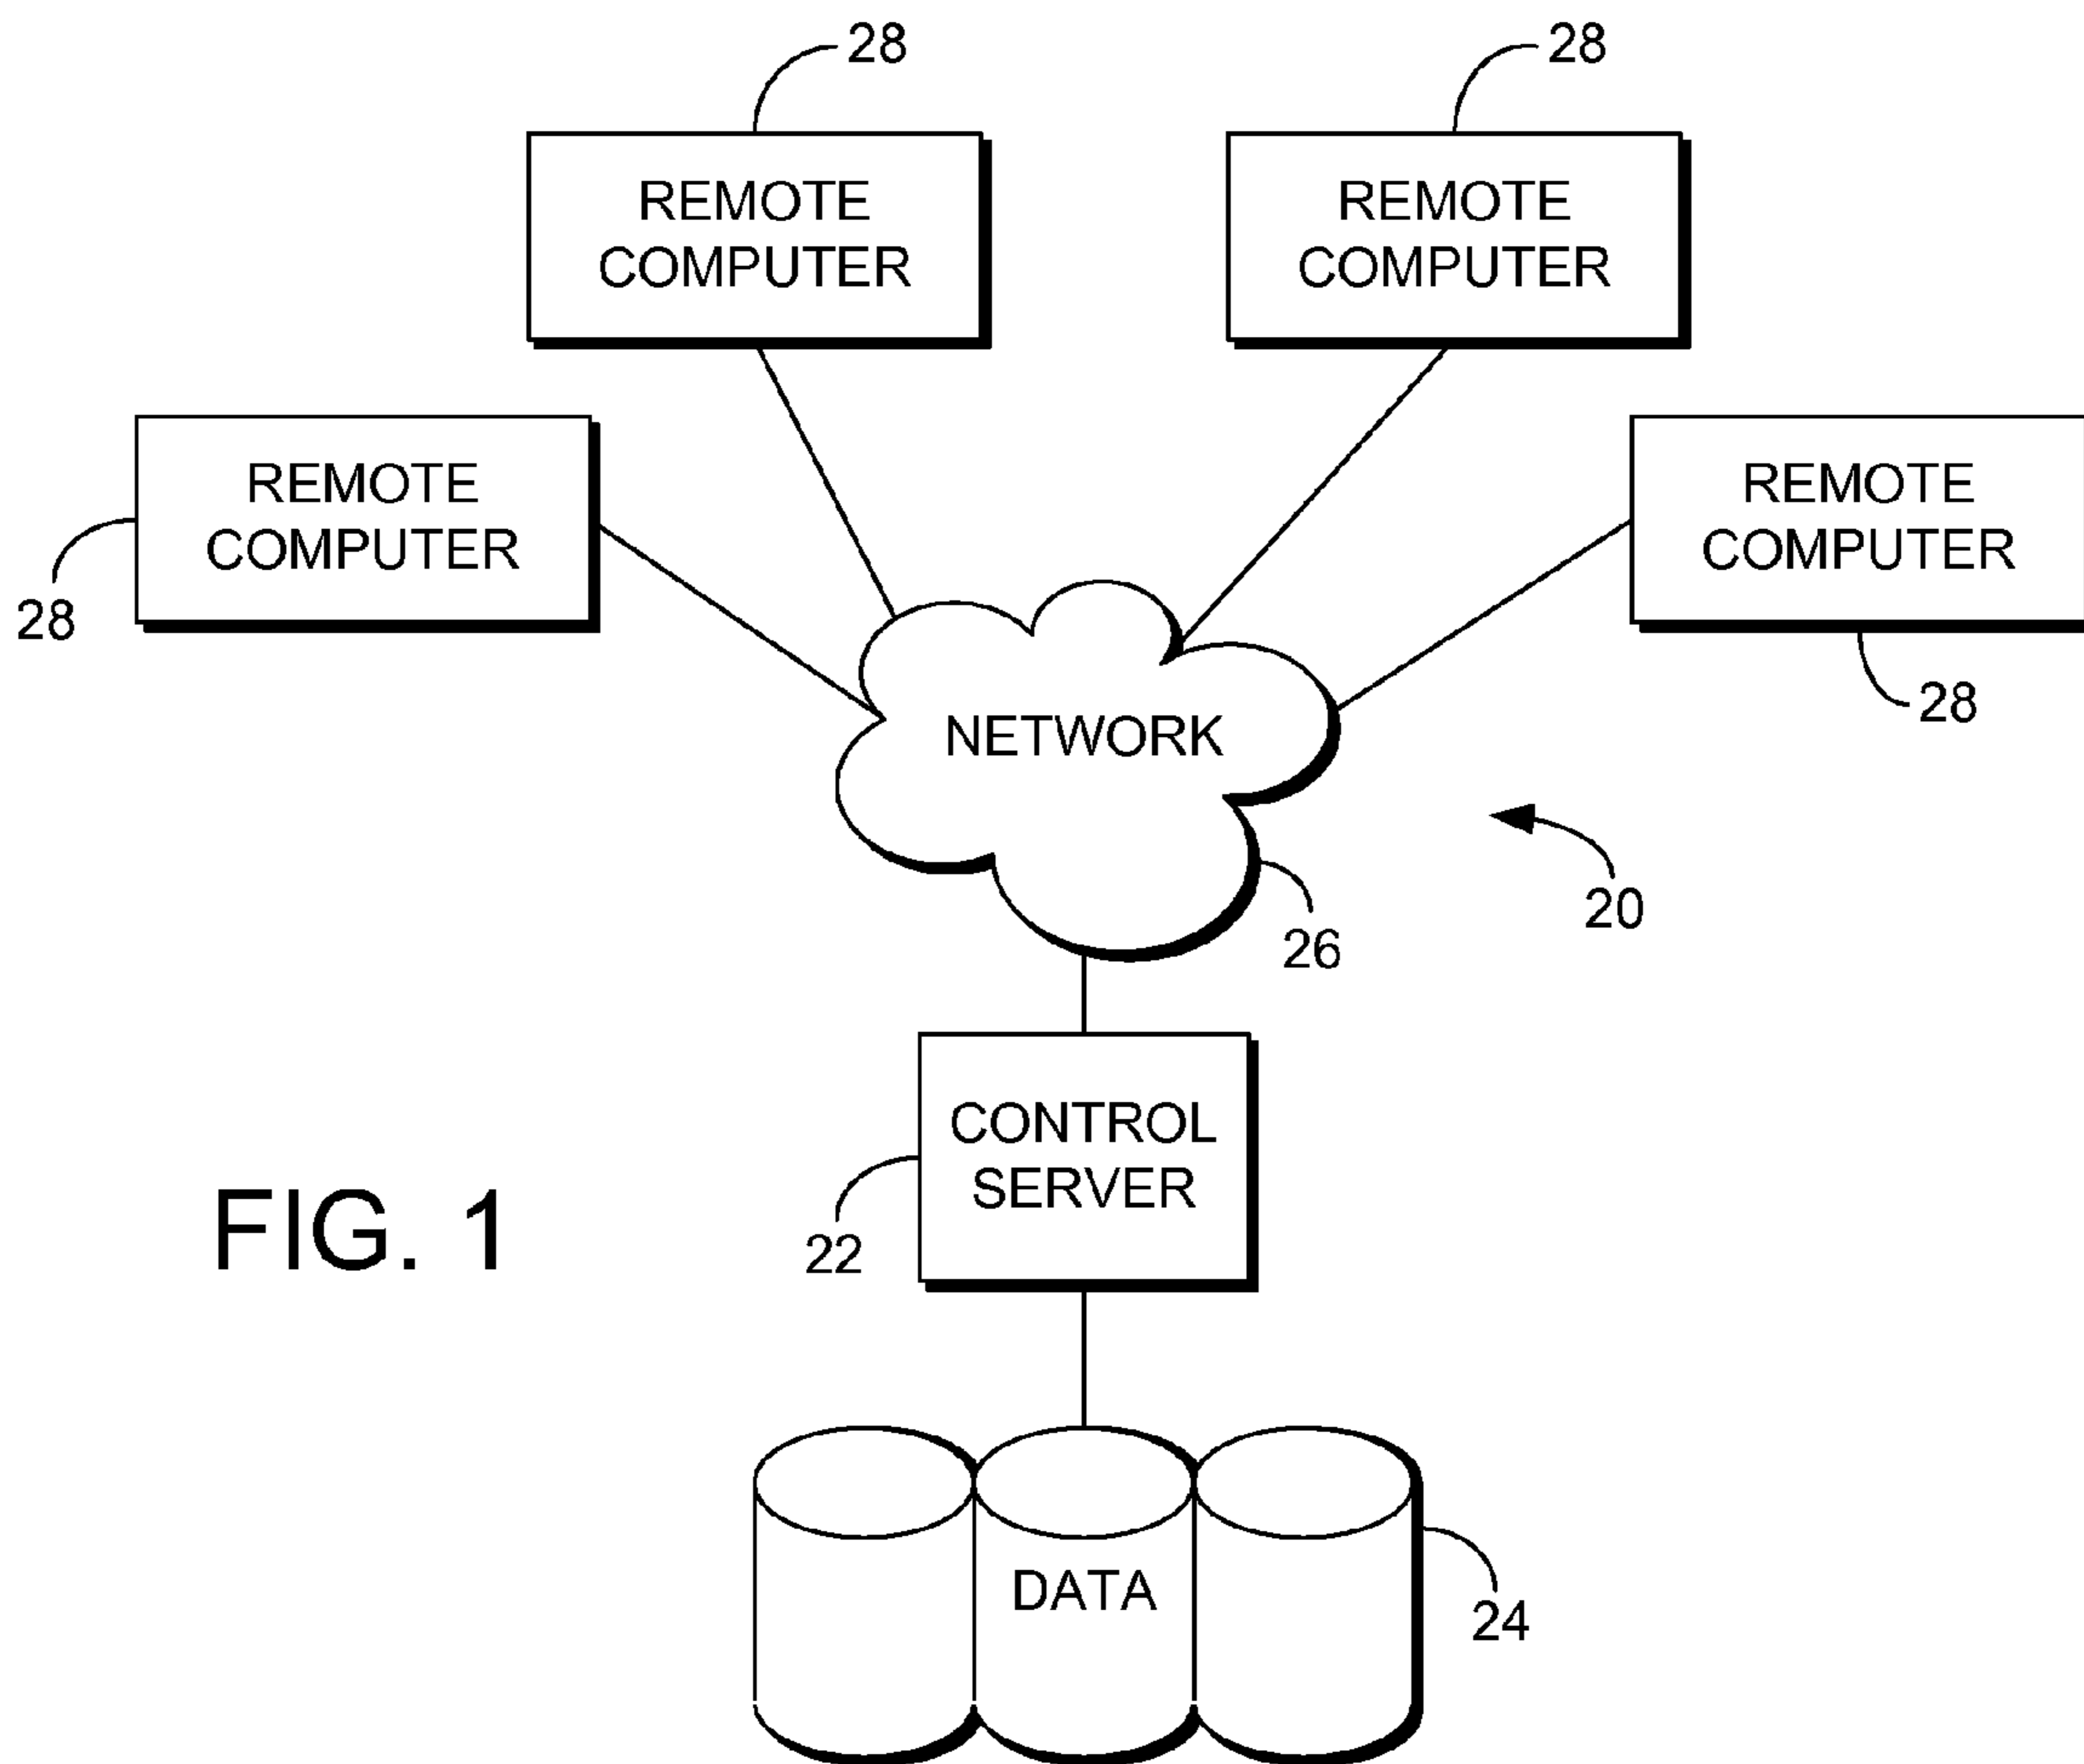 28
28
REMOTE
COMPUTER
REMOTE
COMPUTER
REMOTE
COMPUTER
REMOTE
COMPUTER
28
28
NETWORK
20
26
CONTROL
SERVER
22
FIG. 1
DATA
24